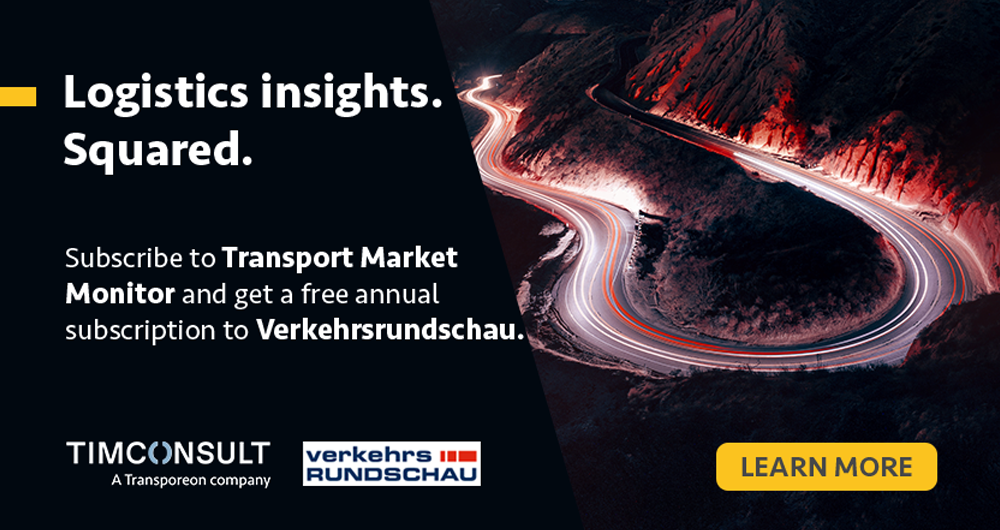 Logistics insights.
Squared.
Subscribe to Transport Market
Monitor and get a free annual
subscription to Verkehrsrundschau.
TIMCONSULT
A Transporeon company
verkehrs
RUNDSCHAU
LEARN MORE